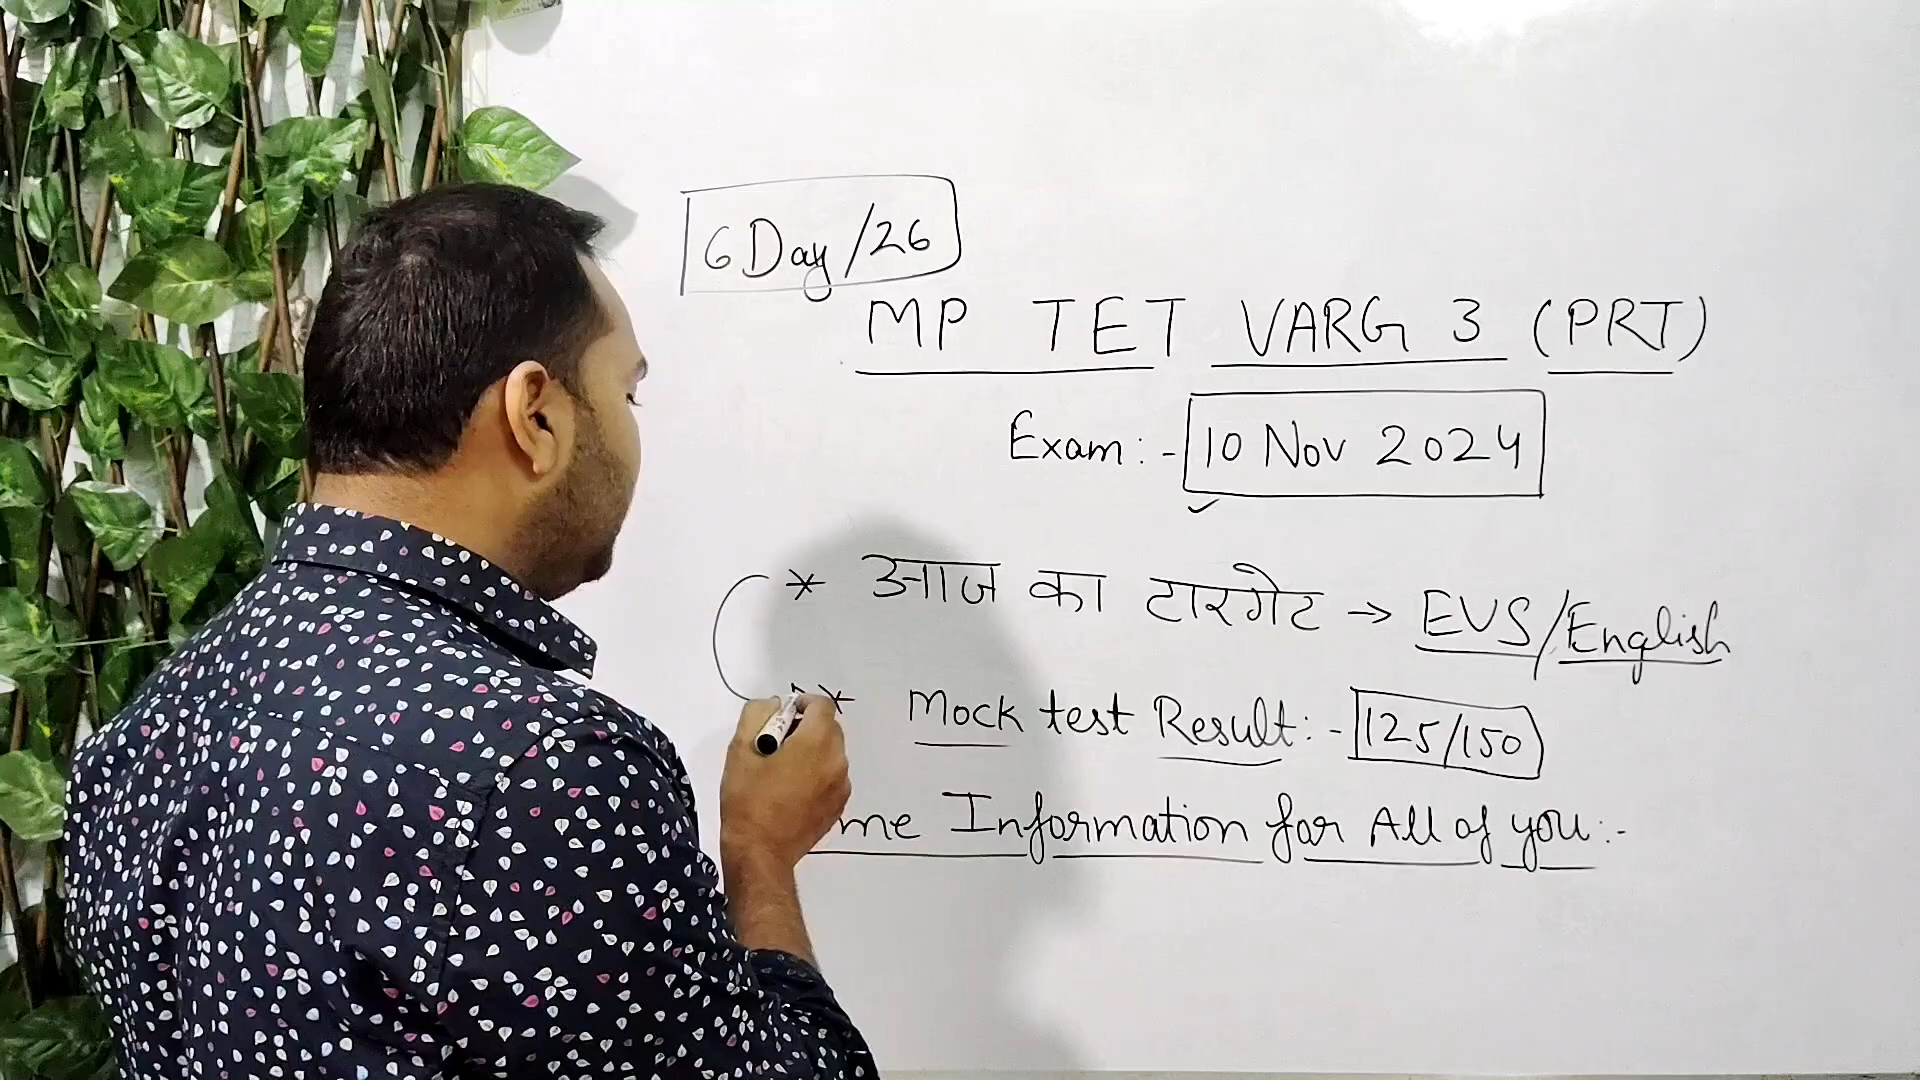 6 Day/26
MP TET VARG 3 (PRT)
Exam:- 10 Nov 2024
* आज का टारगेट → EVS/English
* Mock test Result:- 125/150
Information for All of you:-